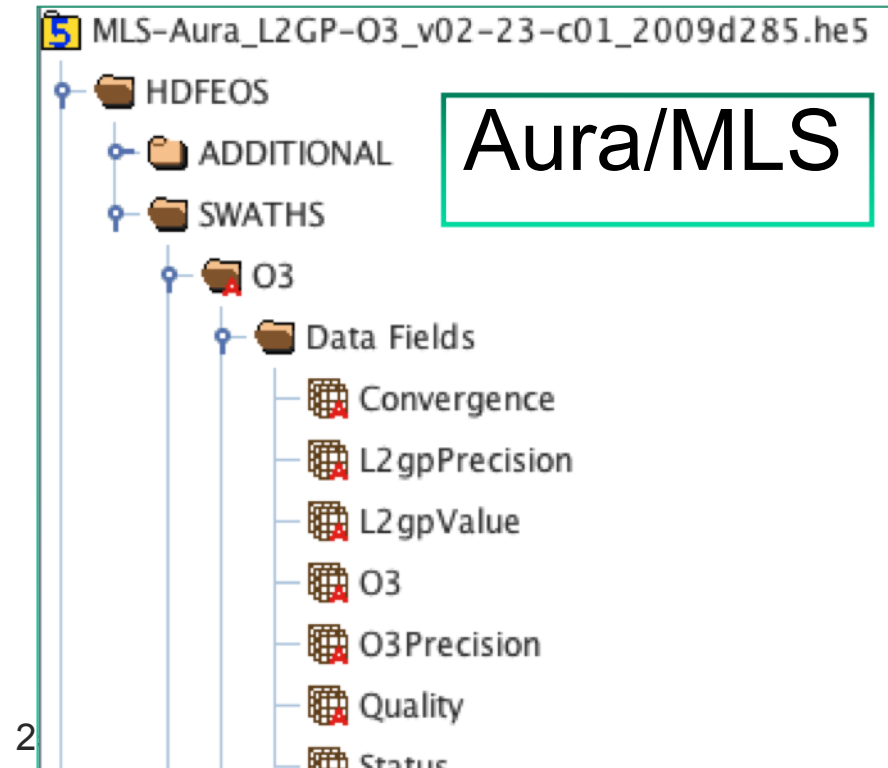 MLS-Aura_L2GP-O3_v02-23-c01_2009d285.he5
HDFEOS
Aura/MLS
ADDITIONAL
SWATHS
O3
Data Fields
Convergence
L2gpPrecision
L2gpValue
O3
O3Precision
Quality
2
Status